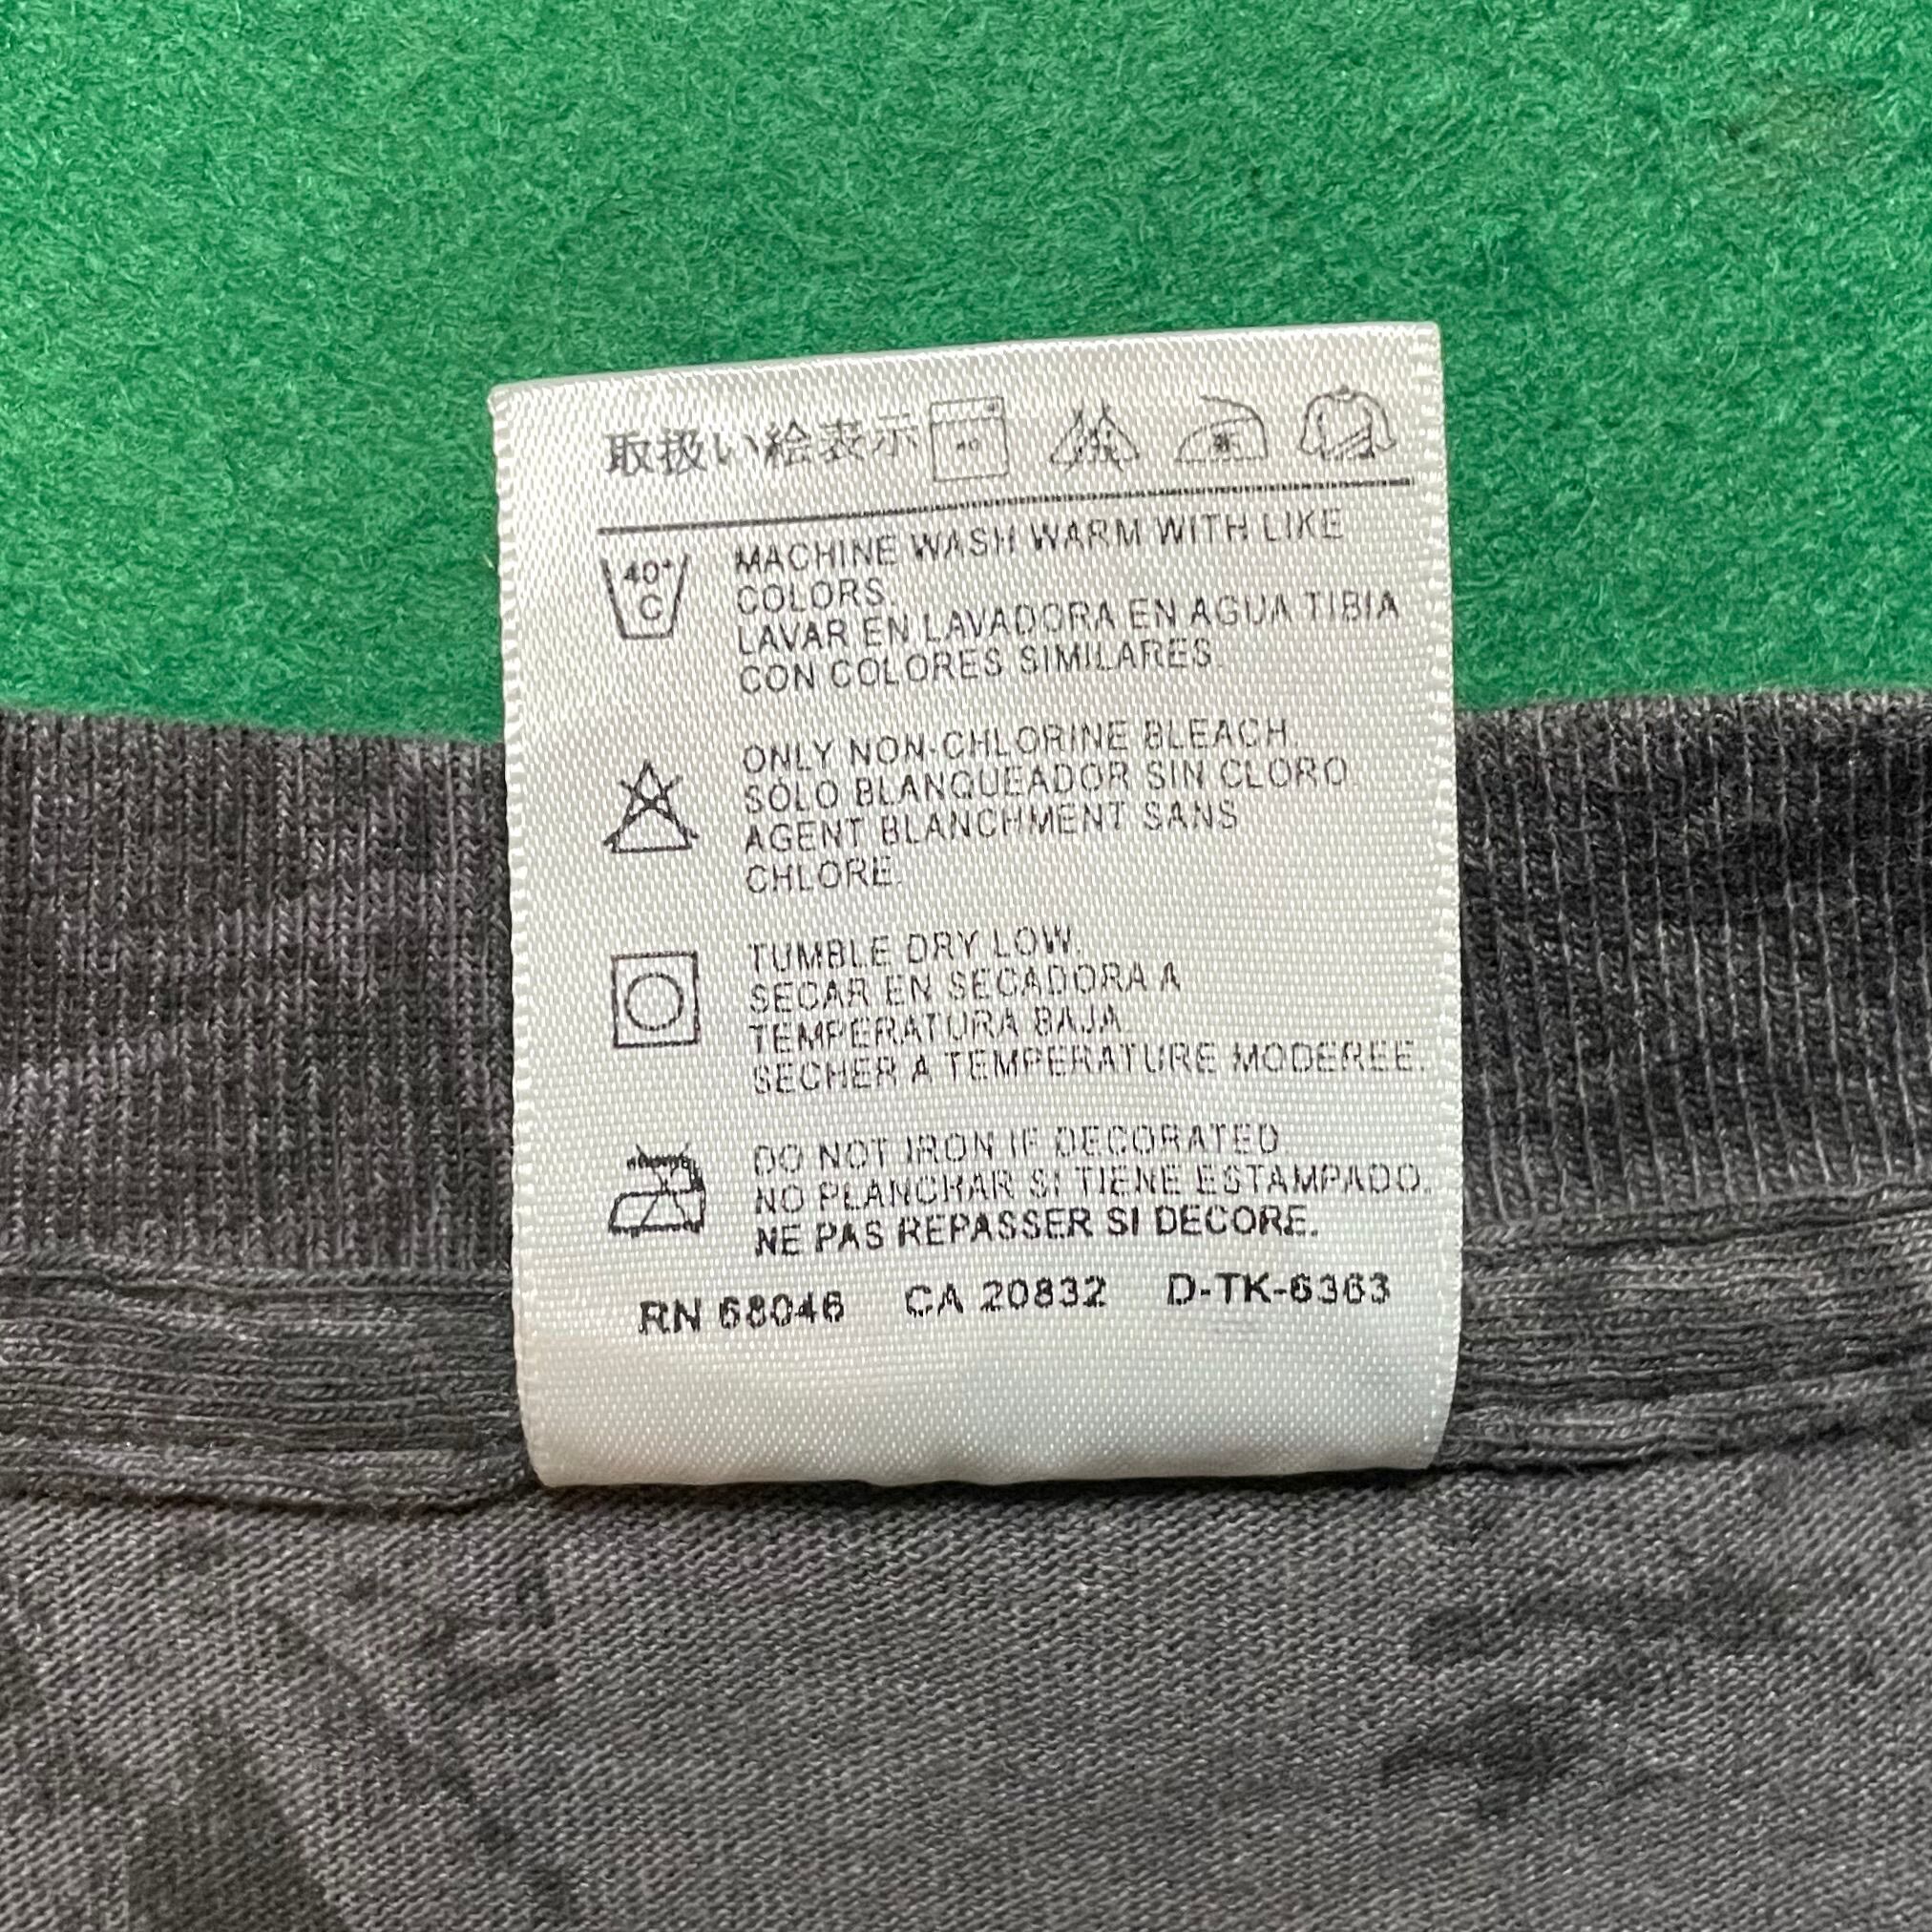 取扱い絵表示 40
40°
C
MACHINE WASH WARM WITH LIKE
COLORS.
LAVAR EN LAVADORA EN AGUA TIBIA
CON COLORES SIMILARES.
ONLY NON-CHLORINE BLEACH.
SÓLO BLANQUEADOR SIN CLORO
AGENT BLANCHMENT SANS
CHLORE.
TUMBLE DRY LOW.
SECAR EN SECADORA A
TEMPERATURA BAJA
SECHER A TEMPERATURE MODEREE.
DO NOT IRON IF DECORATED
NO PLANCHAR SI TIENE ESTAMPADO.
NE PAS REPASSER SI DECORE.
RN 68046 CA 20832 D-TK-6363